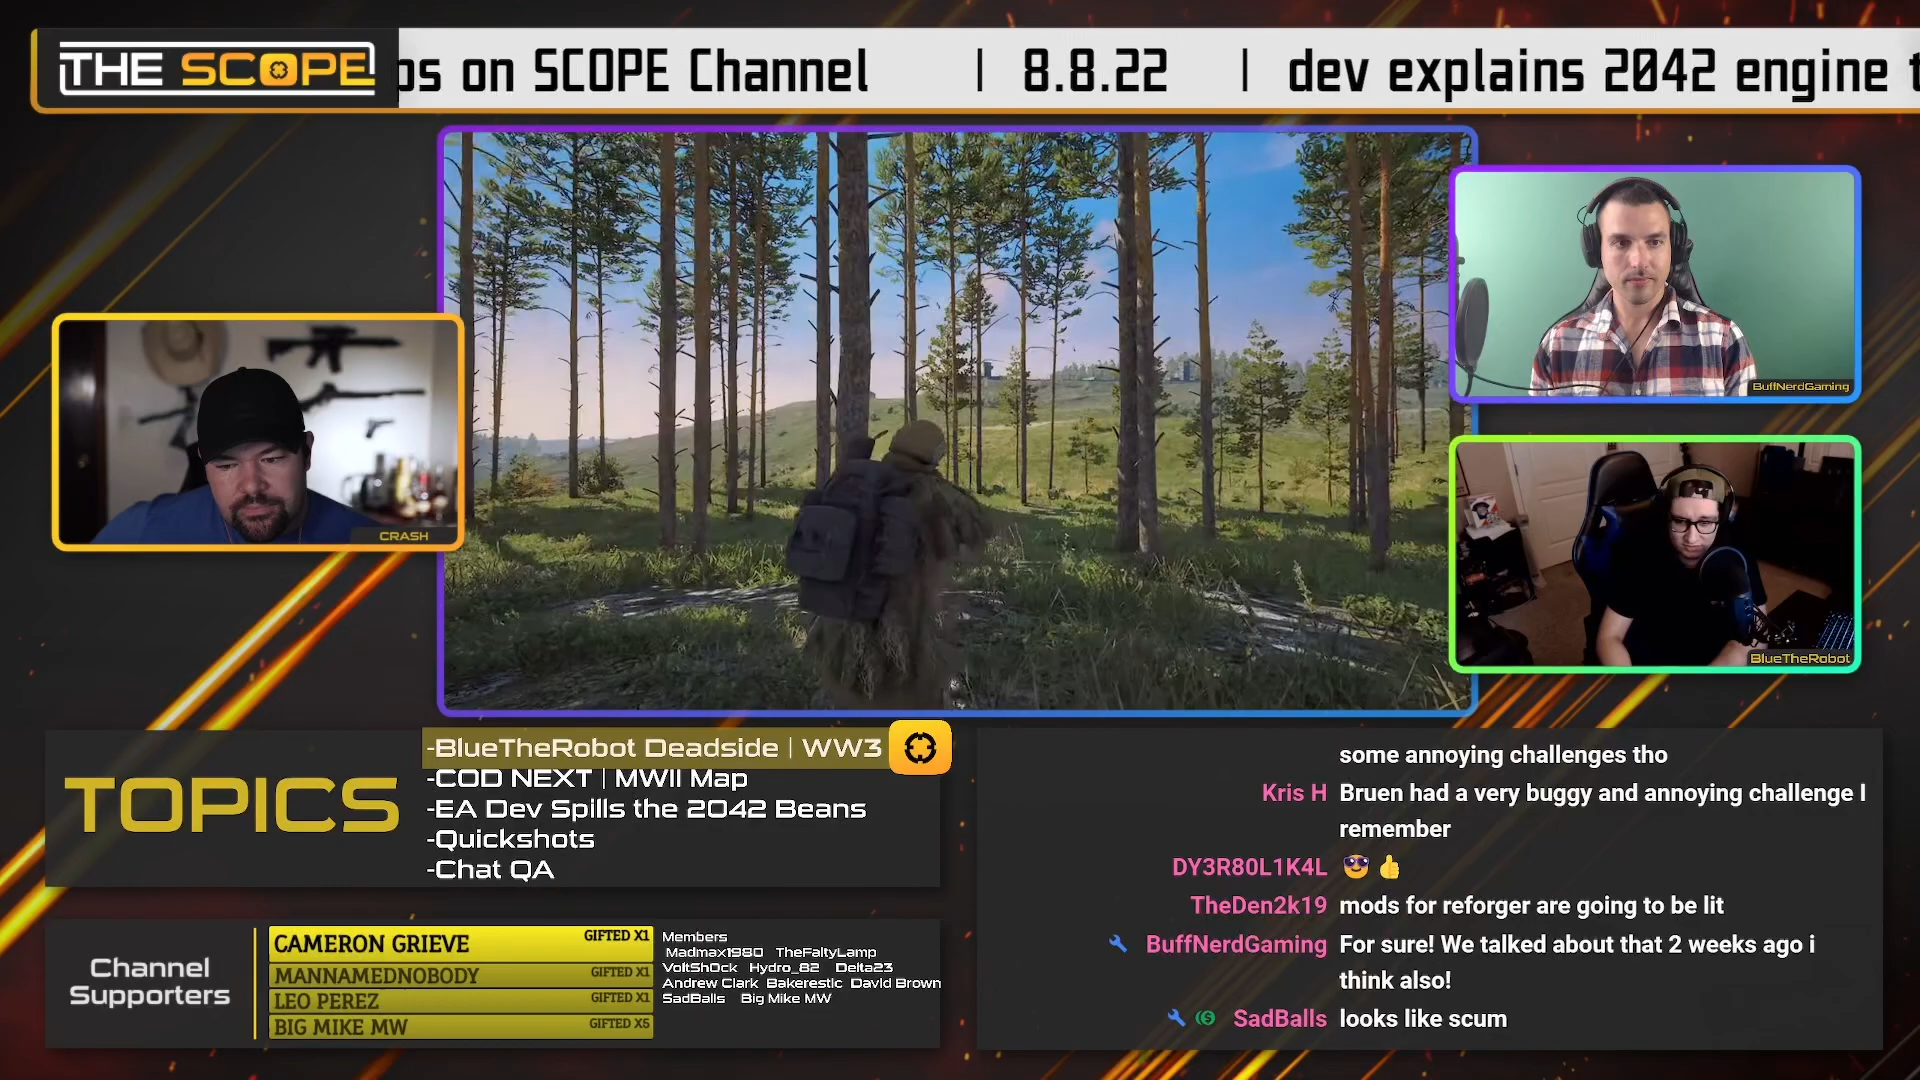 THE SCOPE
ps on SCOPE Channel | 8.8.22 | dev explains 2042 engine t
CRASH
BuffNerdGaming
BlueTheRobot
TOPICS
-BlueTheRobot Deadside | WW3
-COD NEXT | MWII Map
-EA Dev Spills the 2042 Beans
-Quickshots
-Chat QA
Channel
Supporters
CAMERON GRIEVE GIFTED X1
MANNAMEDNOBODY GIFTED X1
LEO PEREZ GIFTED X1
BIG MIKE MW GIFTED X5
Members
Madmax1980 TheFaltyLamp
VoltSh0ck Hydro_82 Delta23
Andrew Clark Bakerestic David Brown
SadBalls Big Mike MW
some annoying challenges tho
Kris H Bruen had a very buggy and annoying challenge I
remember
DY3R80L1K4L 😎 👍
TheDen2k19 mods for reforger are going to be lit
BuffNerdGaming For sure! We talked about that 2 weeks ago i
think also!
SadBalls looks like scum